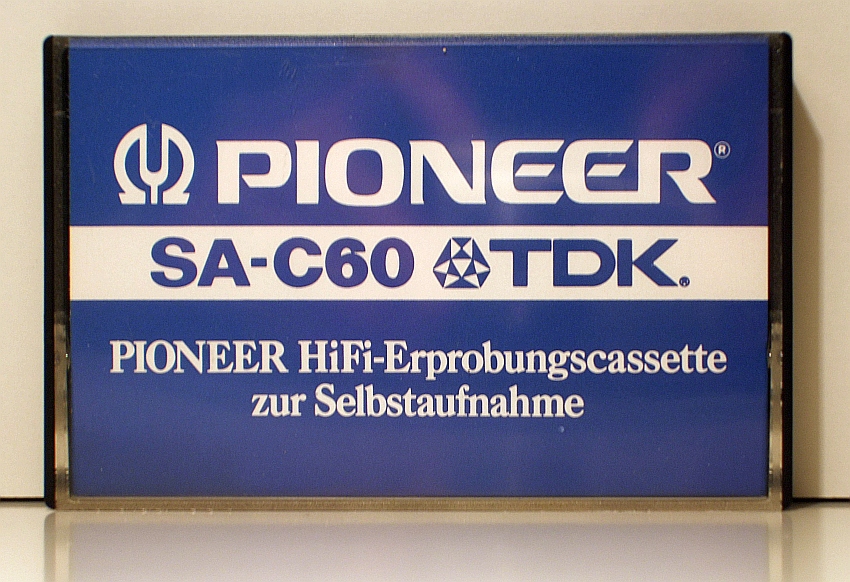 PIONEER®
SA-C60 TDK®
PIONEER HiFi-Erprobungscassette
zur Selbstaufnahme